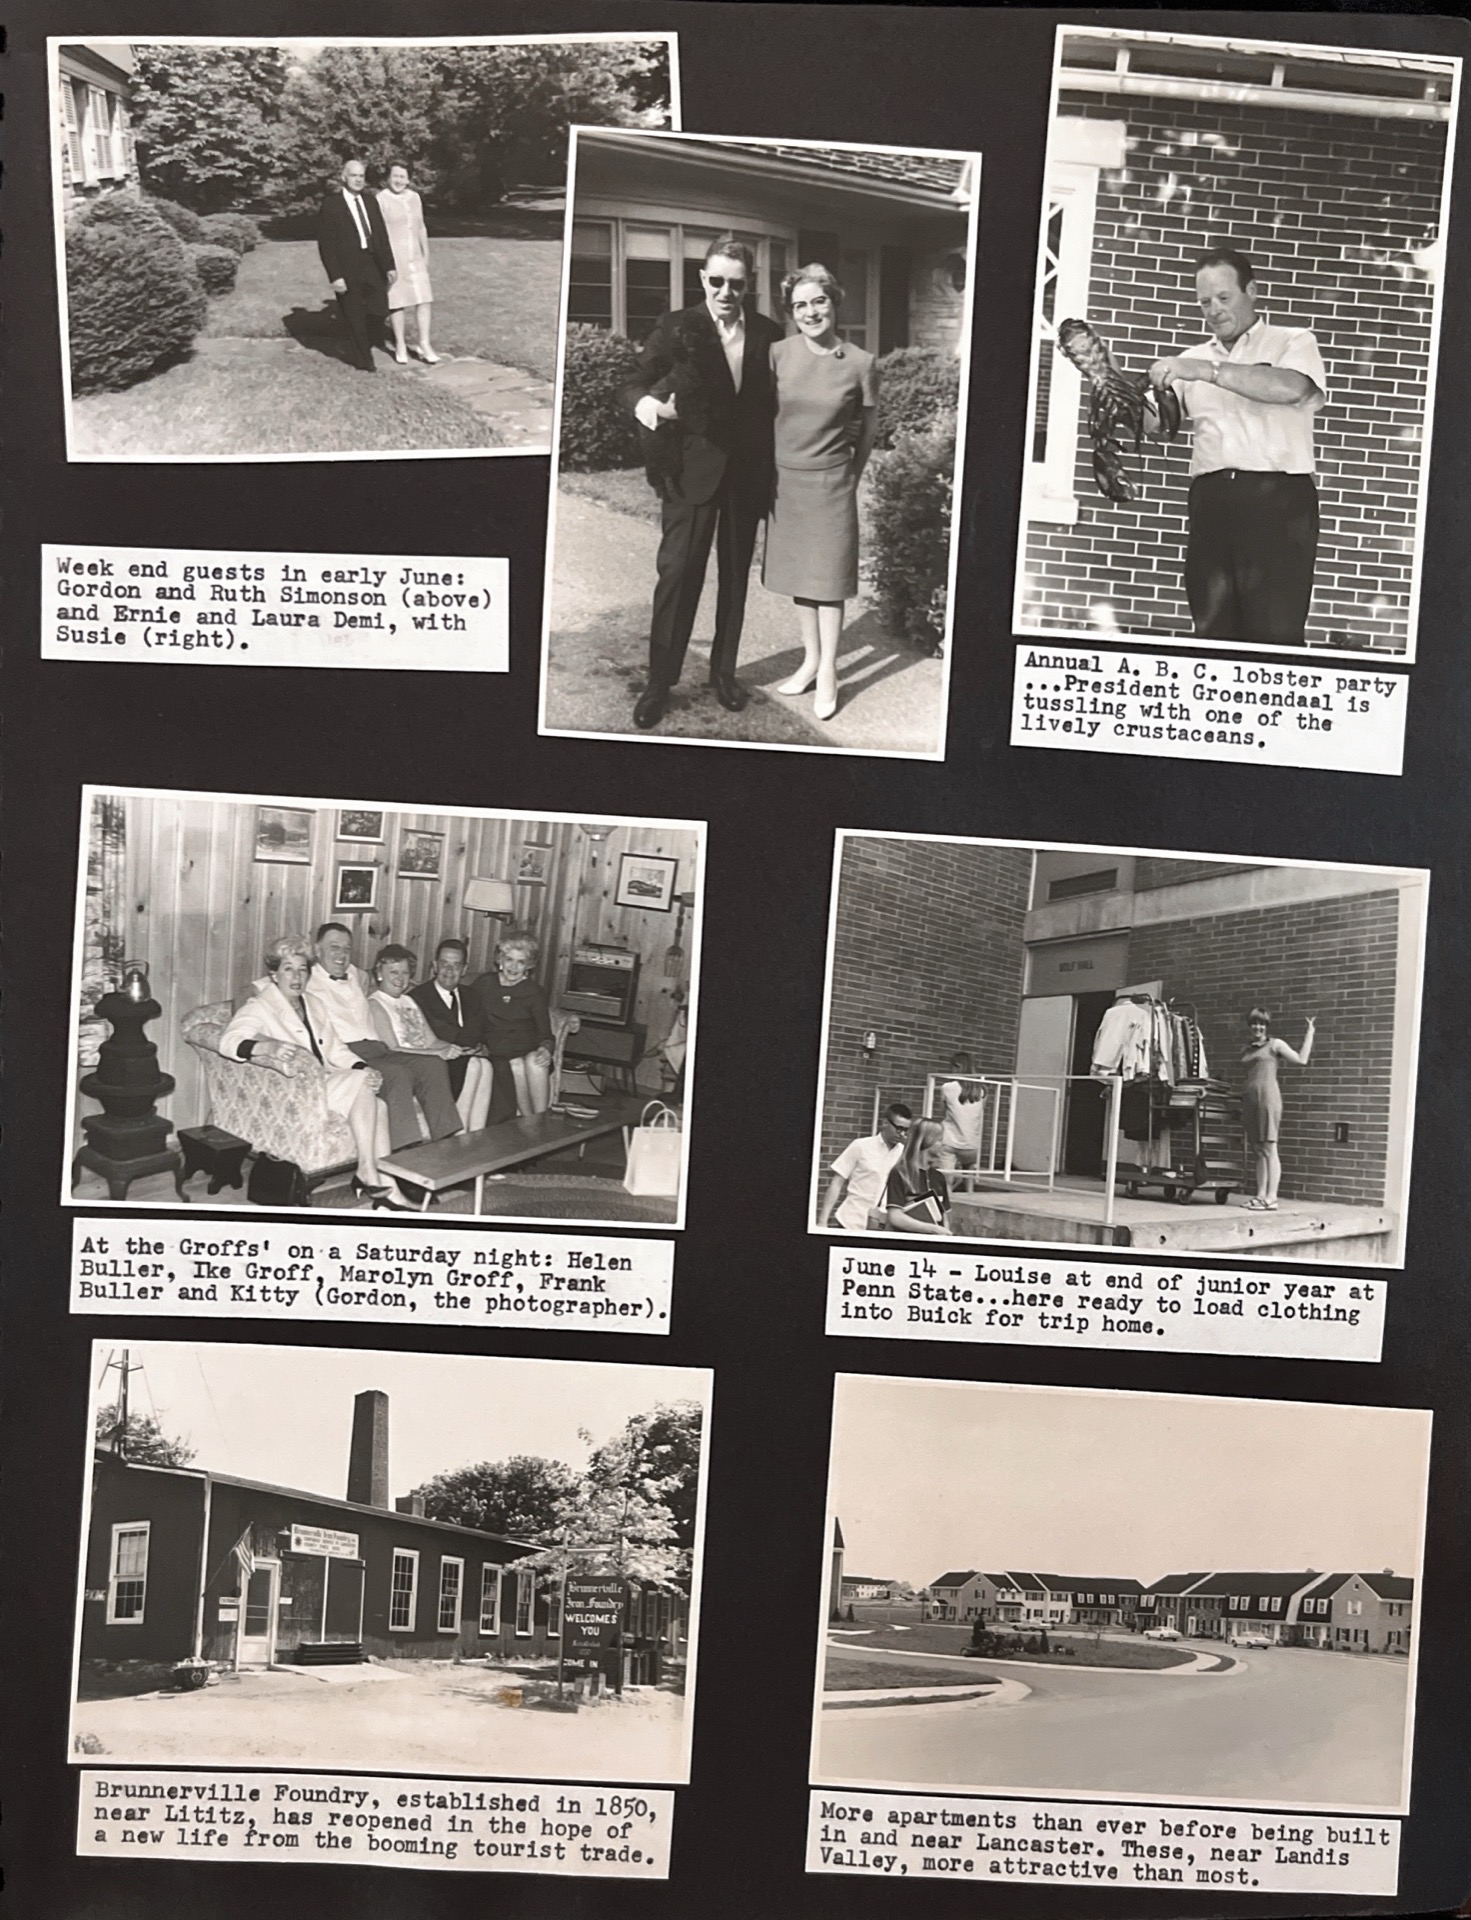 Week end guests in early June:
Gordon and Ruth Simonson (above)
and Ernie and Laura Demi, with
Susie (right).
Annual A. B. C. lobster party
...President Groenendaal is
tussling with one of the
lively crustaceans.
At the Groffs' on a Saturday night: Helen
Buller, Ike Groff, Marolyn Groff, Frank
Buller and Kitty (Gordon, the photographer).
WOLF HALL
June 14 - Louise at end of junior year at
Penn State...here ready to load clothing
into Buick for trip home.
Brunnerville Iron Foundry
Brunnerville
Iron Foundry
WELCOMES
YOU
COME IN
Brunnerville Foundry, established in 1850,
near Lititz, has reopened in the hope of
a new life from the booming tourist trade.
More apartments than ever before being built
in and near Lancaster. These, near Landis
Valley, more attractive than most.